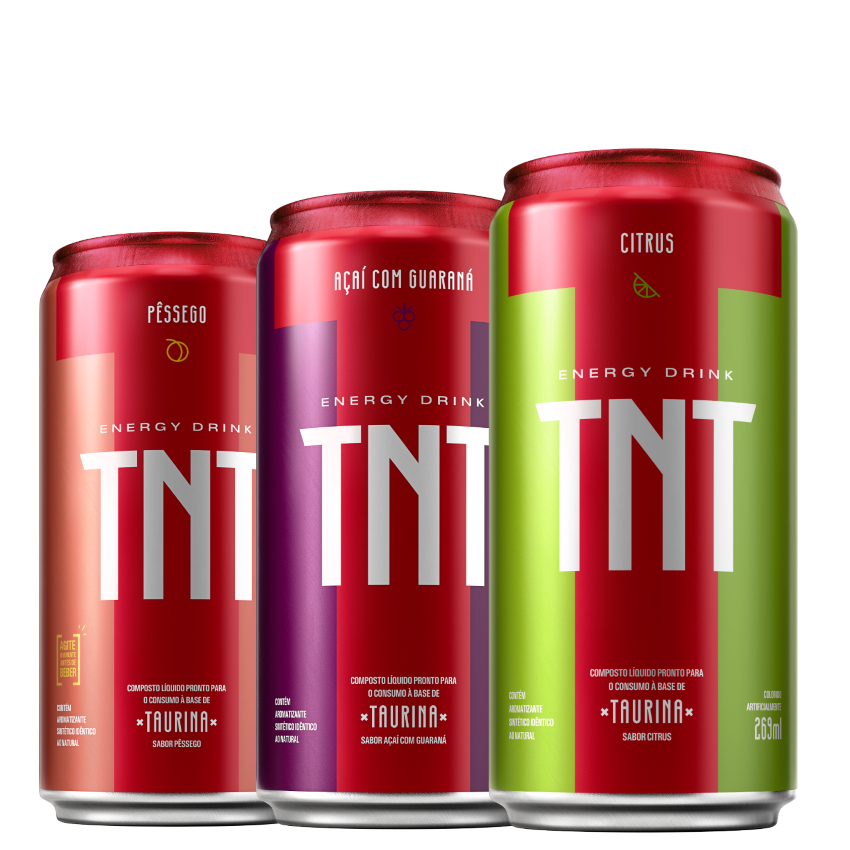 PÊSSEGO
ENERGY DRINK
TNT
AGITE
ANTES DE
BEBER
CONTÉM
AROMATIZANTE
SINTÉTICO IDÊNTICO
AO NATURAL
COMPOSTO LÍQUIDO PRONTO PARA
O CONSUMO À BASE DE
TAURINA
SABOR PÊSSEGO
AÇAÍ COM GUARANÁ
ENERGY DRINK
TNT
CONTÉM
AROMATIZANTE
SINTÉTICO IDÊNTICO
AO NATURAL
COMPOSTO LÍQUIDO PRONTO PARA
O CONSUMO À BASE DE
TAURINA
SABOR AÇAÍ COM GUARANÁ
CITRUS
ENERGY DRINK
TNT
CONTÉM
AROMATIZANTE
SINTÉTICO IDÊNTICO
AO NATURAL
COMPOSTO LÍQUIDO PRONTO PARA
O CONSUMO À BASE DE
TAURINA
SABOR CITRUS
COLORIDO
ARTIFICIALMENTE
269ml